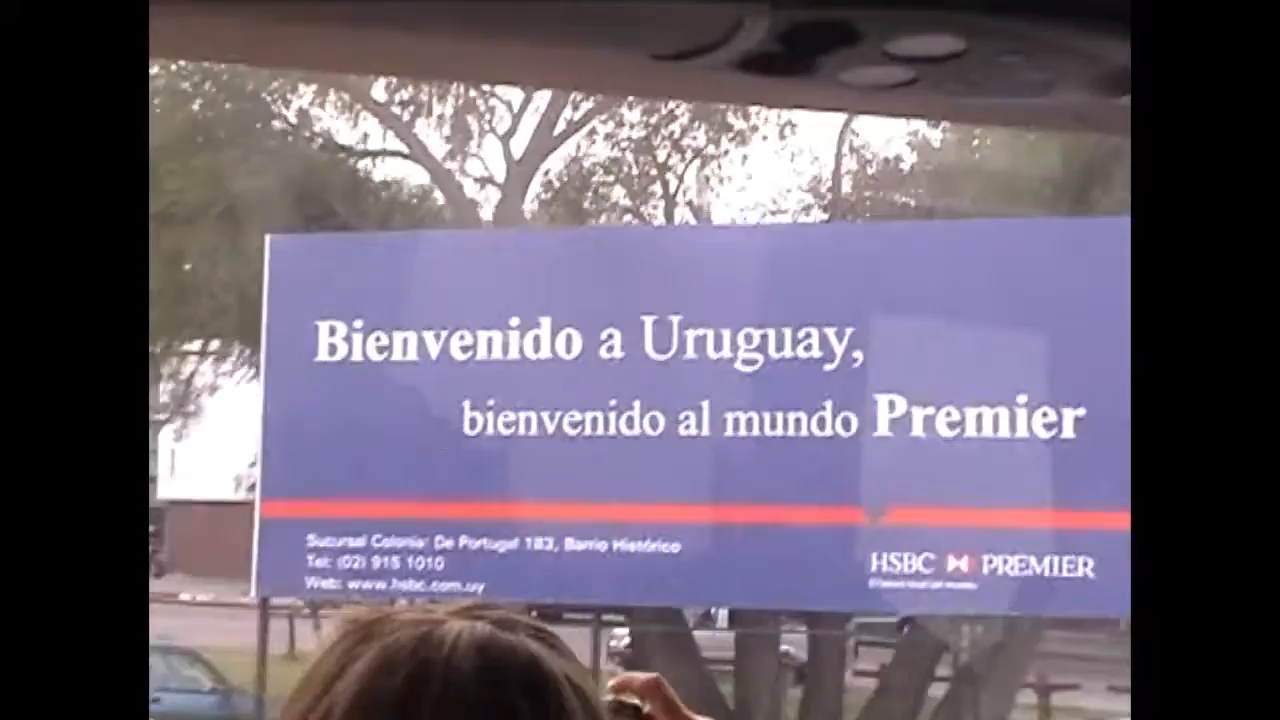 Bienvenido a Uruguay,
bienvenido al mundo Premier
Sucursal Colonia: De Portugal 183, Barrio Histórico
Tel: (02) 915 1010
Web: www.hsbc.com.uy
HSBC PREMIER